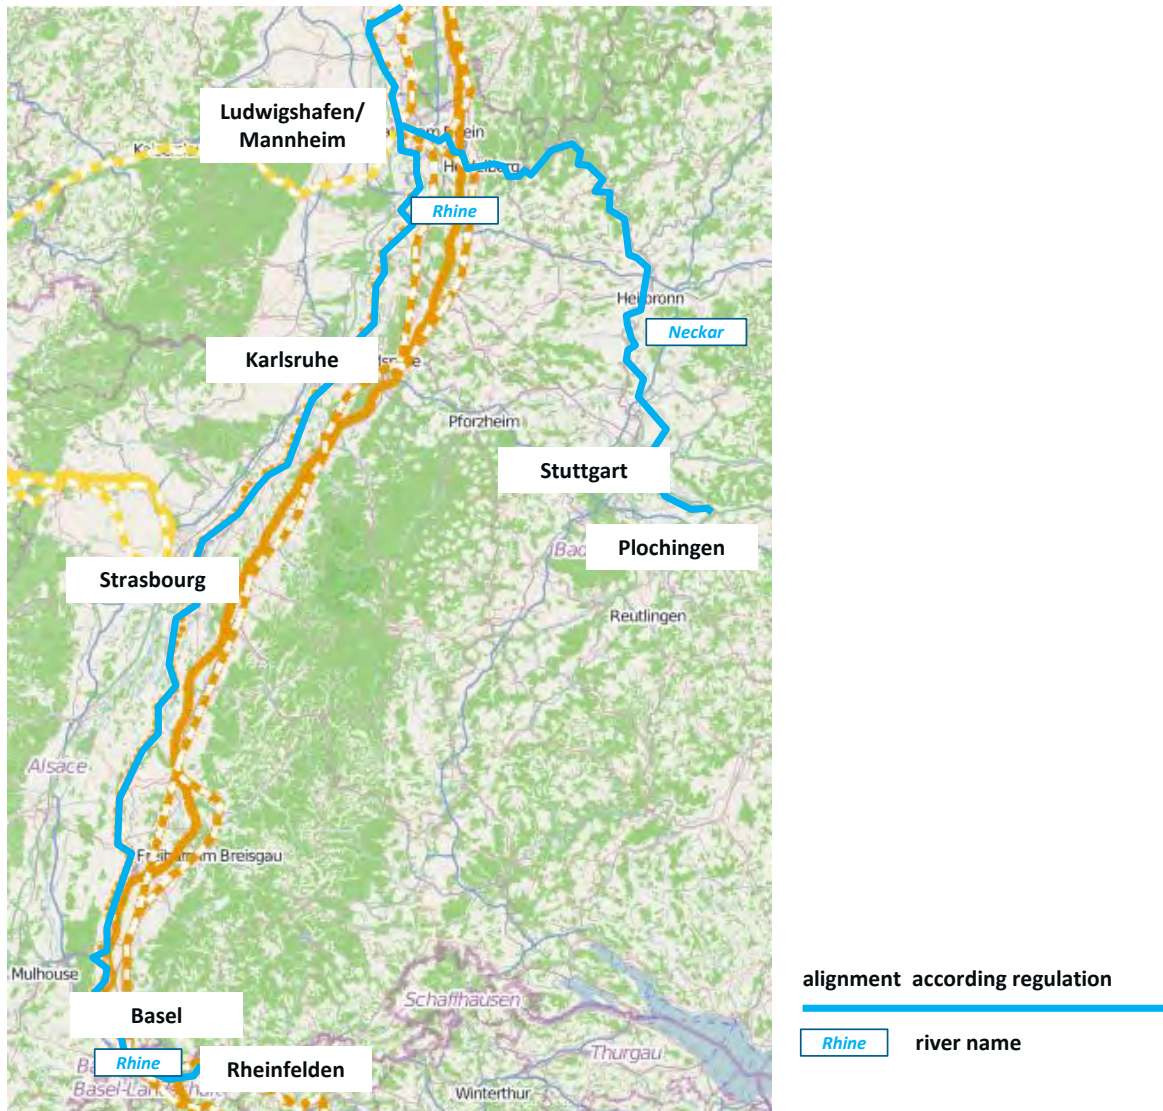 Ludwigshafen/
Mannheim
Rhine
Heilbronn
Neckar
Karlsruhe
Pforzheim
Stuttgart
Plochingen
Strasbourg
Reutlingen
Alsace
Breisgau
Mulhouse
Schaffhausen
alignment according regulation
Basel
Rhine
river name
Thurgau
Rhine
Rheinfelden
Winterthur